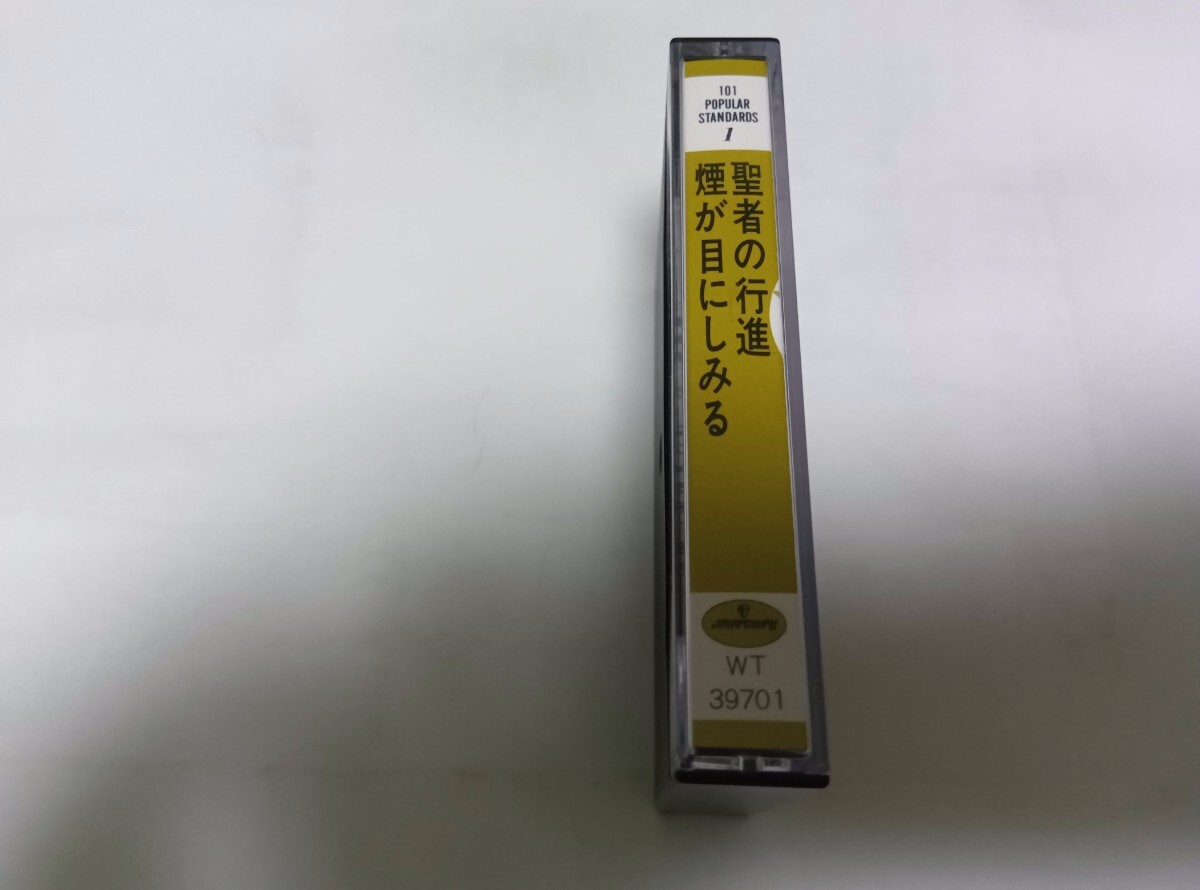 101
POPULAR
STANDARDS
1
聖者の行進
煙が目にしみる
mercury
WT
39701